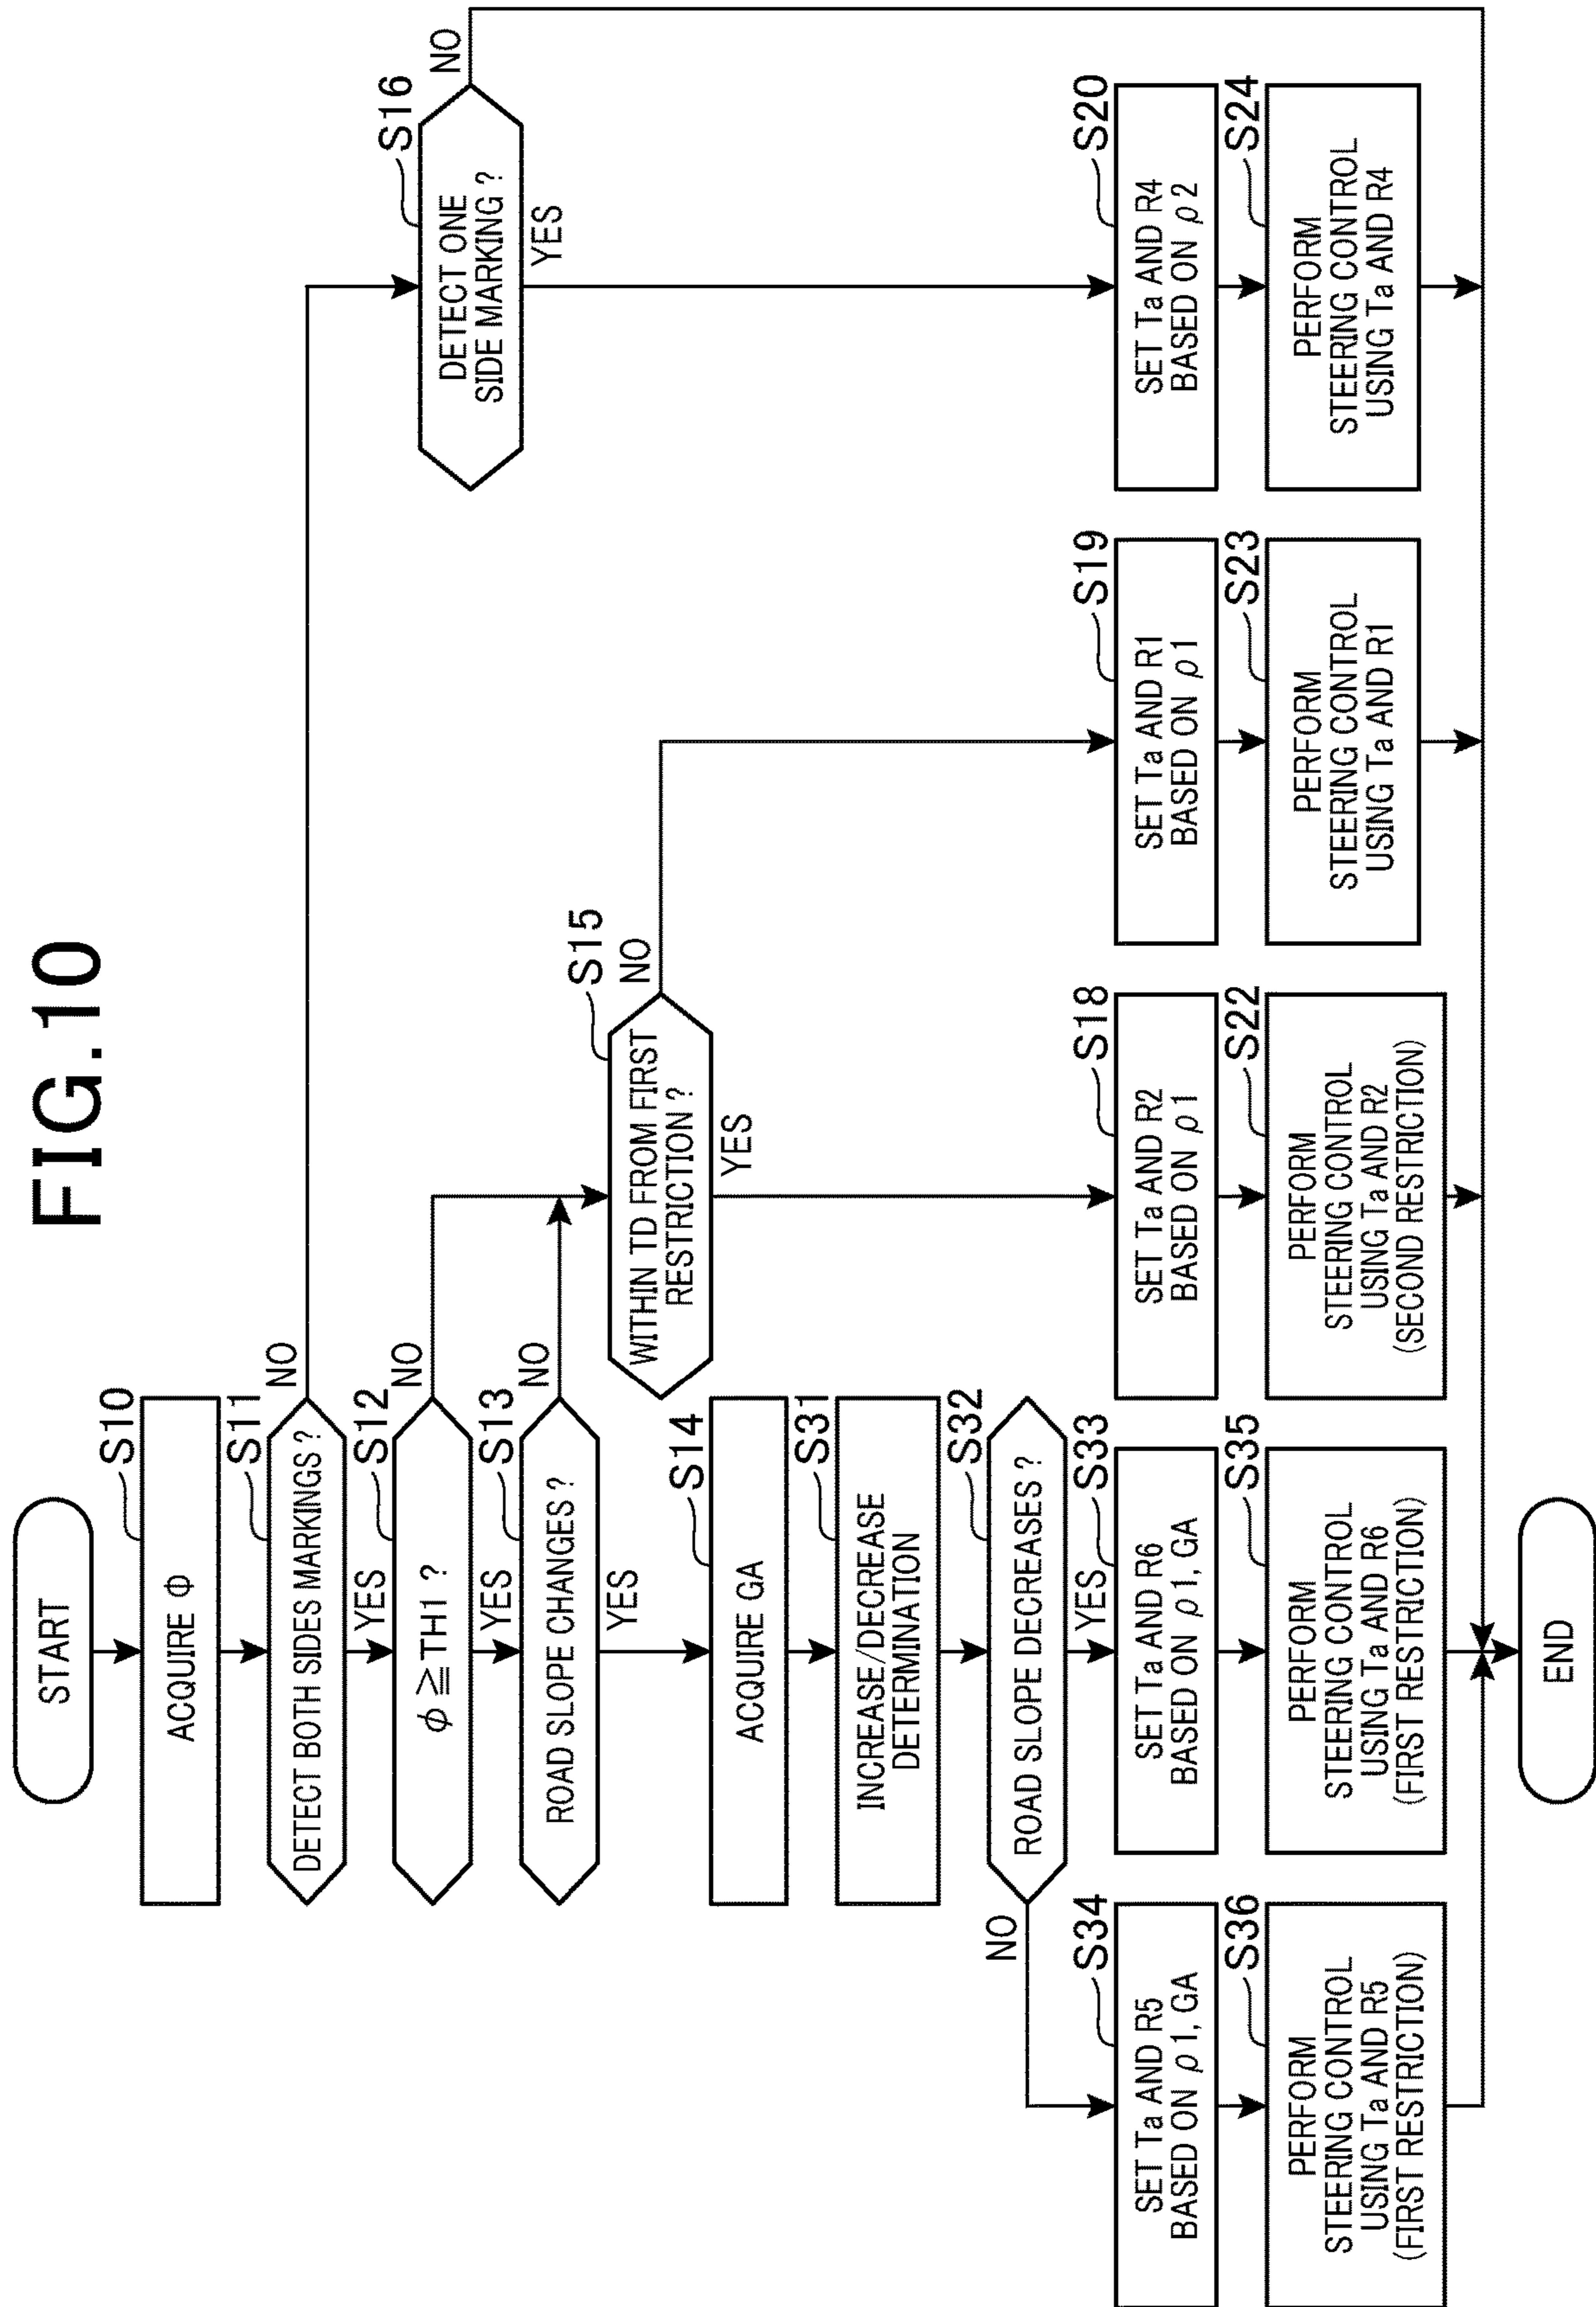 FIG.10
START
S10
ACQUIRE Φ
S11
DETECT BOTH SIDES MARKINGS ?
NO
YES
S12
φ ≧ TH1 ?
NO
YES
S13
ROAD SLOPE CHANGES ?
NO
YES
S14
ACQUIRE GA
S31
INCREASE/DECREASE
DETERMINATION
S32
ROAD SLOPE DECREASES ?
NO
YES
S15
WITHIN TD FROM FIRST
RESTRICTION ?
NO
YES
S16
DETECT ONE
SIDE MARKING ?
NO
YES
S34
SET Ta AND R5
BASED ON ρ1, GA
S33
SET Ta AND R6
BASED ON ρ1, GA
S18
SET Ta AND R2
BASED ON ρ1
S19
SET Ta AND R1
BASED ON ρ1
S20
SET Ta AND R4
BASED ON ρ2
S36
PERFORM
STEERING CONTROL
USING Ta AND R5
(FIRST RESTRICTION)
S35
PERFORM
STEERING CONTROL
USING Ta AND R6
(FIRST RESTRICTION)
S22
PERFORM
STEERING CONTROL
USING Ta AND R2
(SECOND RESTRICTION)
S23
PERFORM
STEERING CONTROL
USING Ta AND R1
S24
PERFORM
STEERING CONTROL
USING Ta AND R4
END